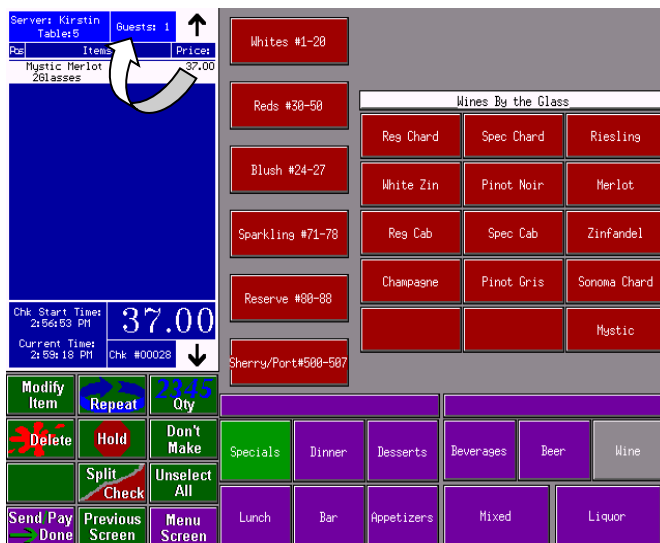 Server: Kirstin
Table:5
Guests: 1
Pos Items Price:
Mystic Merlot 37.00
2Glasses
Chk Start Time:
2:56:53 PM
37.00
Current Time:
2:59:18 PM
Chk #00028
Modify
Item
Repeat
2345
Qty
Delete
Hold
Don't
Make
Split
Check
Unselect
All
Send/Pay
Done
Previous
Screen
Menu
Screen
Whites #1-20
Reds #30-50
Blush #24-27
Sparkling #71-78
Reserve #80-88
Sherry/Port#500-507
Wines By the Glass
Reg Chard
Spec Chard
Riesling
White Zin
Pinot Noir
Merlot
Reg Cab
Spec Cab
Zinfandel
Champagne
Pinot Gris
Sonoma Chard
Mystic
Specials
Dinner
Desserts
Beverages
Beer
Wine
Lunch
Bar
Appetizers
Mixed
Liquor